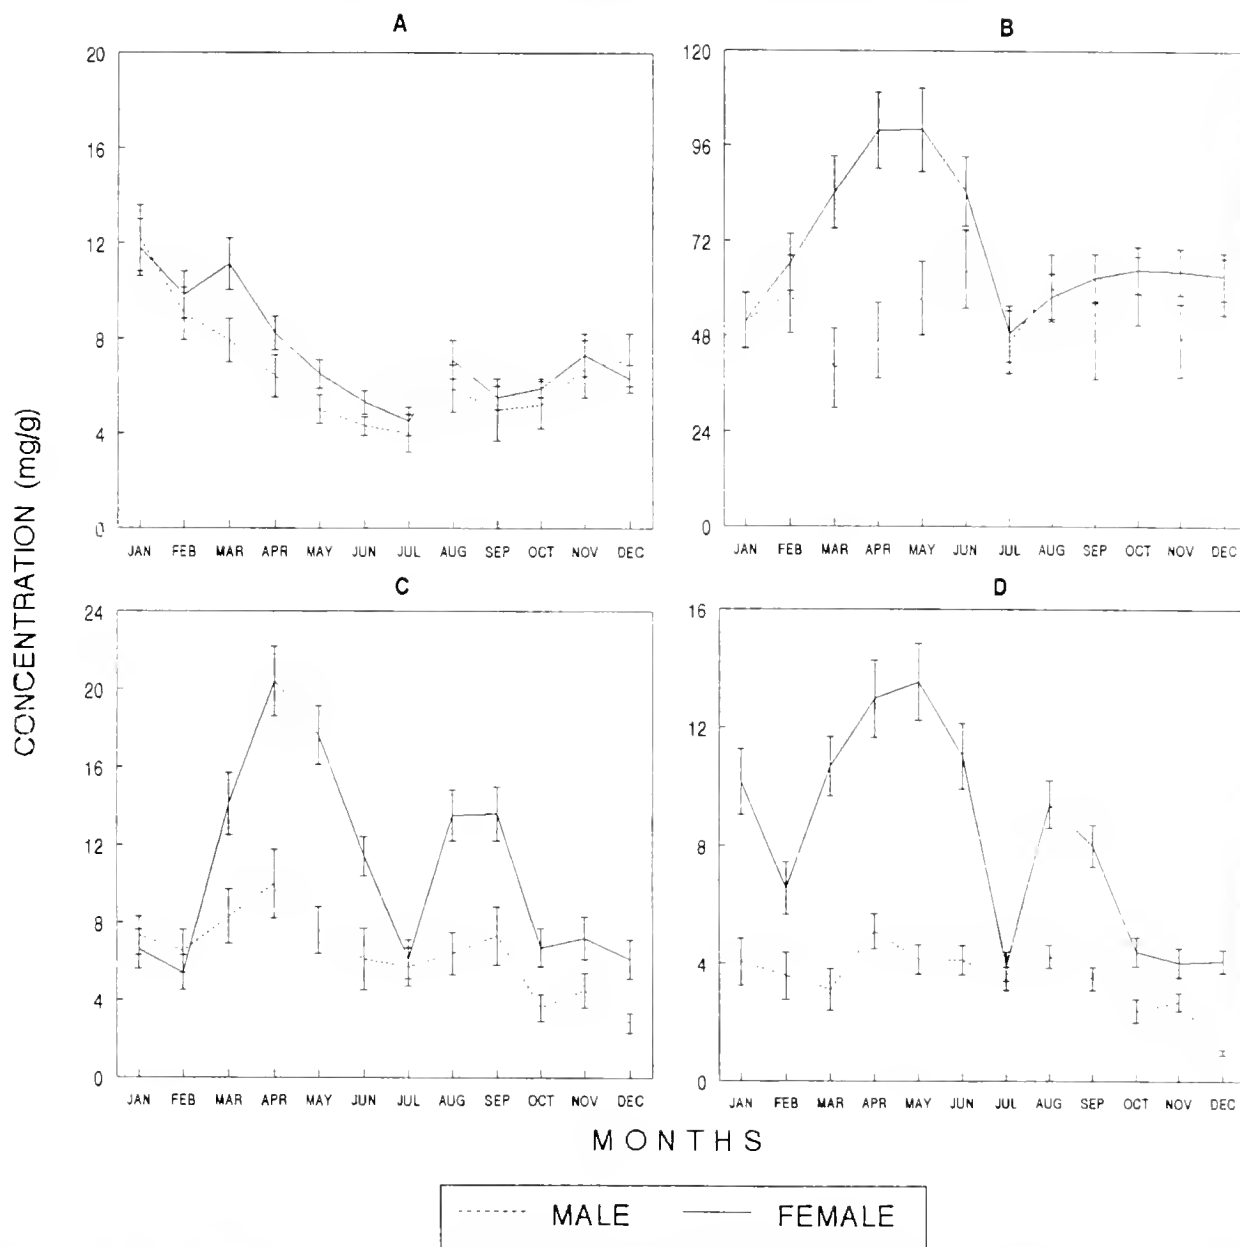 A
20
16
12
8
4
0
JAN FEB MAR APR MAY JUN JUL AUG SEP OCT NOV DEC
B
120
96
72
48
24
0
JAN FEB MAR APR MAY JUN JUL AUG SEP OCT NOV DEC
CONCENTRATION (mg/g)
C
24
20
16
12
8
4
0
JAN FEB MAR APR MAY JUN JUL AUG SEP OCT NOV DEC
D
16
12
8
4
0
JAN FEB MAR APR MAY JUN JUL AUG SEP OCT NOV DEC
MONTHS
MALE FEMALE